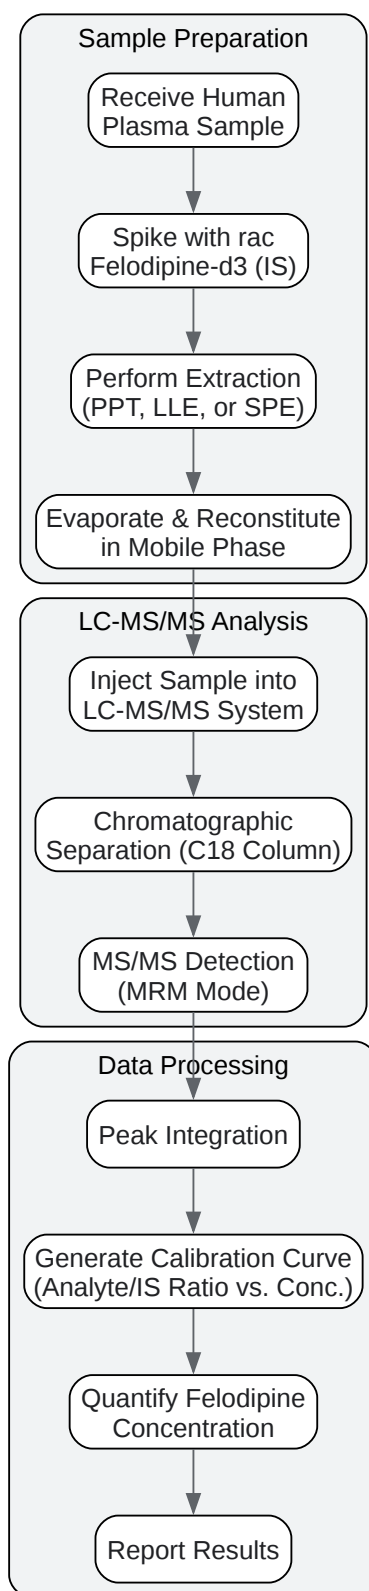 Sample Preparation
Receive Human
Plasma Sample
Spike with rac
Felodipine-d3 (IS)
Perform Extraction
(PPT, LLE, or SPE)
Evaporate & Reconstitute
in Mobile Phase
LC-MS/MS Analysis
Inject Sample into
LC-MS/MS System
Chromatographic
Separation (C18 Column)
MS/MS Detection
(MRM Mode)
Data Processing
Peak Integration
Generate Calibration Curve
(Analyte/IS Ratio vs. Conc.)
Quantify Felodipine
Concentration
Report Results